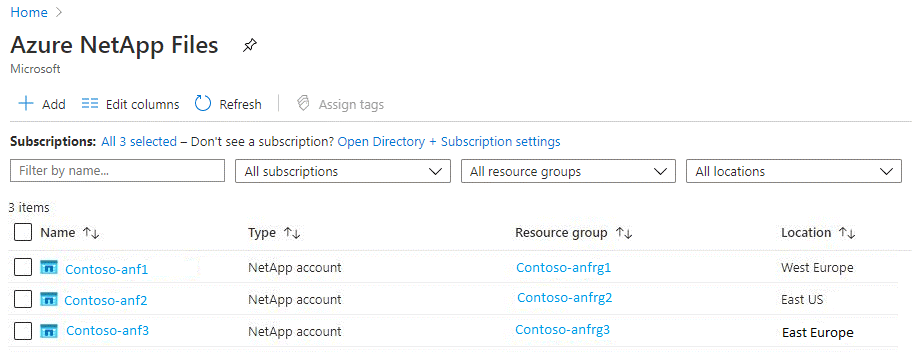 Home >
Azure NetApp Files
Microsoft
+ Add Edit columns Refresh Assign tags
Subscriptions: All 3 selected – Don't see a subscription? Open Directory + Subscription settings
Filter by name... All subscriptions All resource groups All locations
3 items
Name ↑↓ Type ↑↓ Resource group ↑↓ Location ↑↓
Contoso-anf1 NetApp account Contoso-anfrg1 West Europe
Contoso-anf2 NetApp account Contoso-anfrg2 East US
Contoso-anf3 NetApp account Contoso-anfrg3 East Europe